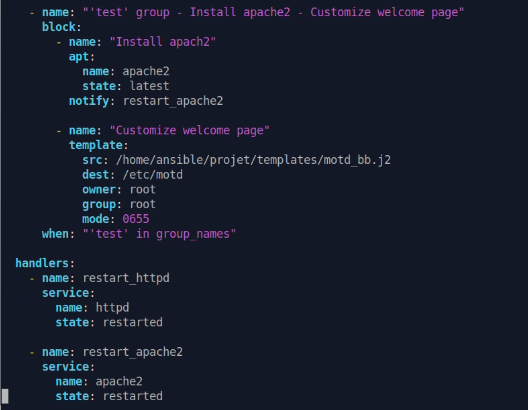 - name: "'test' group - Install apache2 - Customize welcome page"
block:
- name: "Install apach2"
apt:
name: apache2
state: latest
notify: restart_apache2
- name: "Customize welcome page"
template:
src: /home/ansible/projet/templates/motd_bb.j2
dest: /etc/motd
owner: root
group: root
mode: 0655
when: "'test' in group_names"
handlers:
- name: restart_httpd
service:
name: httpd
state: restarted
- name: restart_apache2
service:
name: apache2
state: restarted